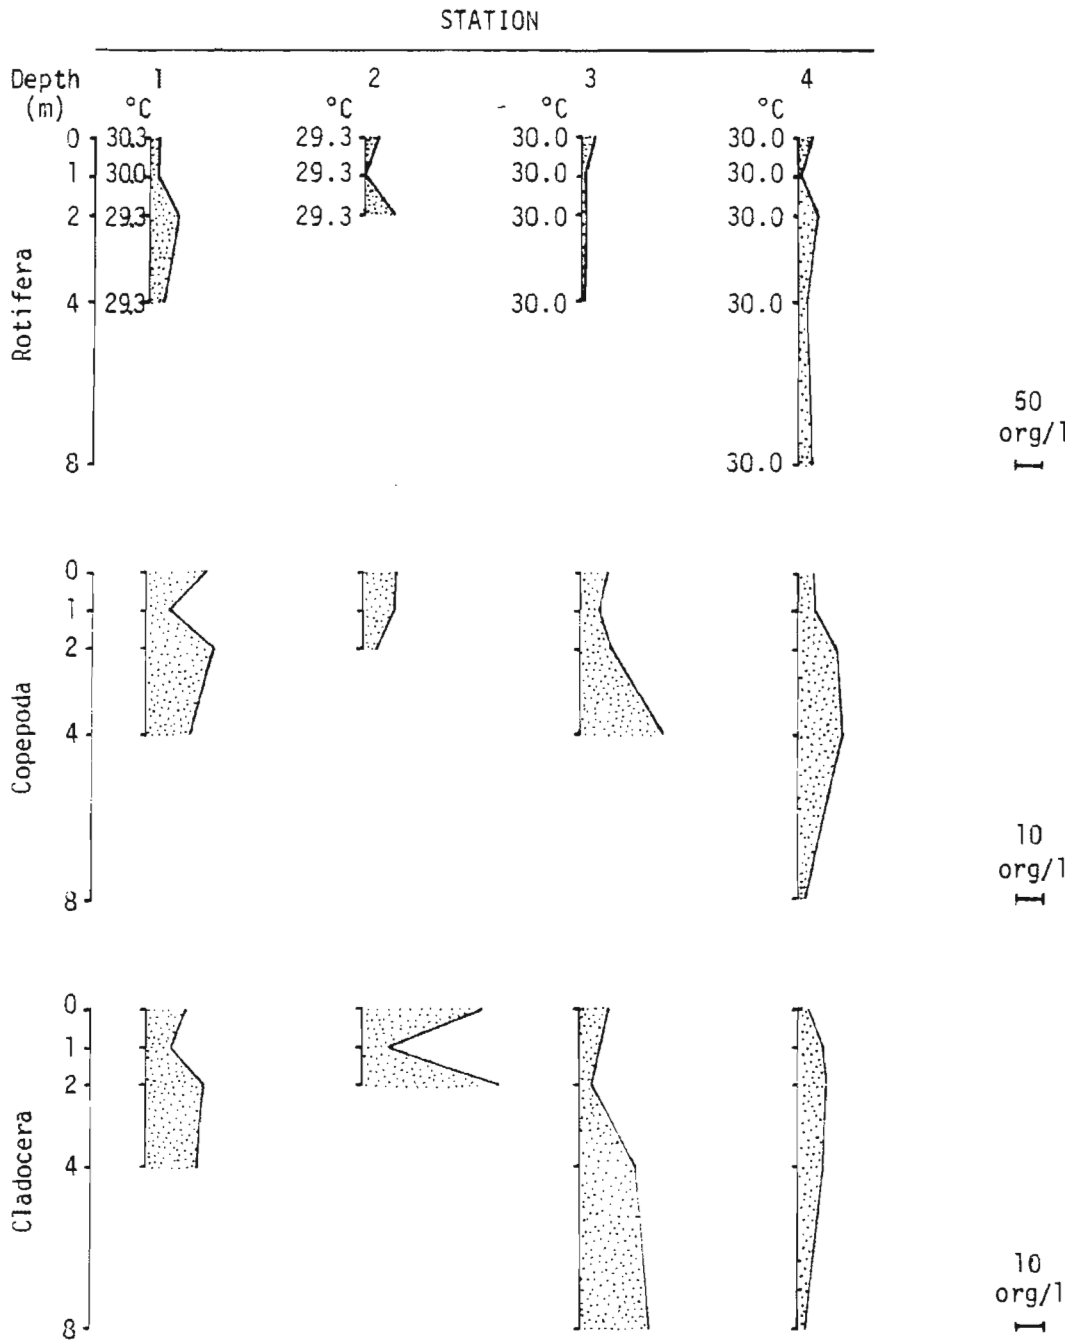 STATION
Depth 1 2 3 4
(m) °C °C °C °C
0 30.3 29.3 30.0 30.0
1 30.0 29.3 30.0 30.0
2 29.3 29.3 30.0 30.0
4 29.3 30.0 30.0
8 30.0
Rotifera
50
org/l
0
1
2
4
8
Copepoda
10
org/l
0
1
2
4
8
Cladocera
10
org/l